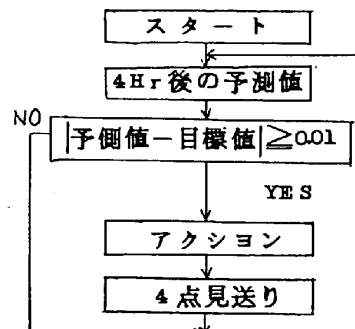 スタート
4Hr後の予測値
NO
|予側値-目標値|≧0.01
YES
アクション
4点見送り